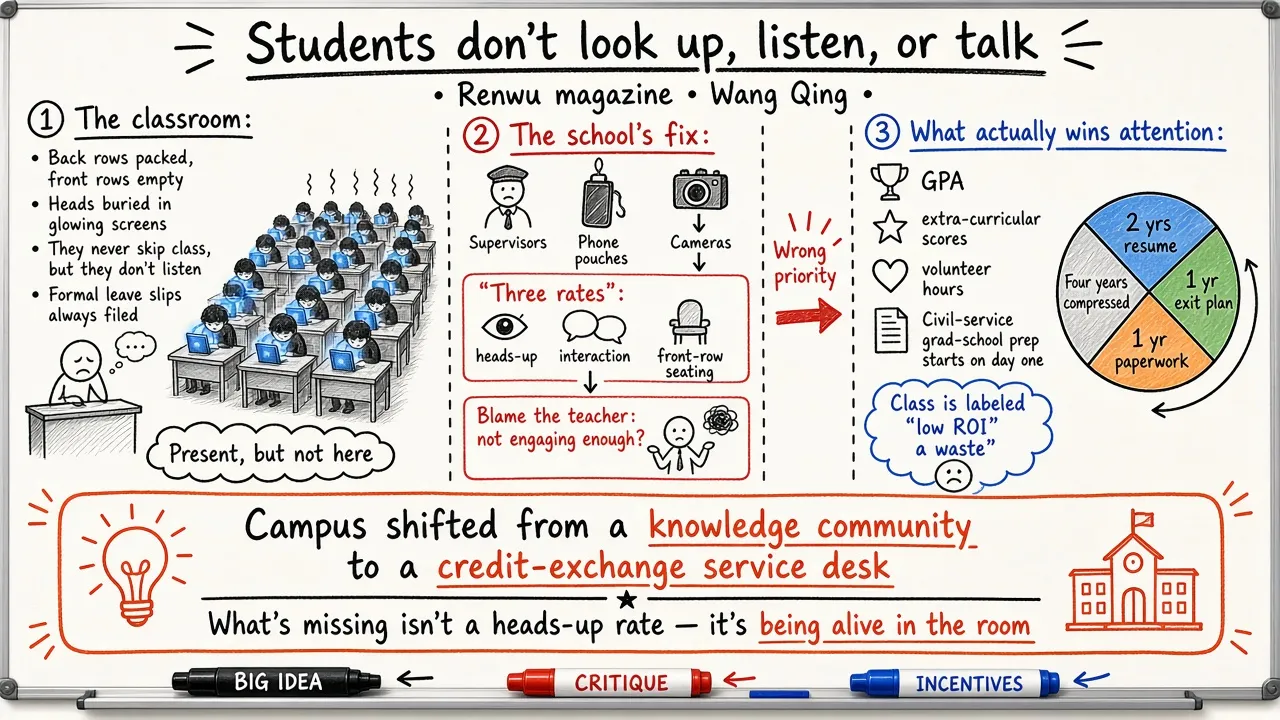 Students don't look up, listen, or talk
• Renwu magazine • Wang Qing •
1 The classroom:
• Back rows packed,
front rows empty
• Heads buried in
glowing screens
• They never skip class,
but they don't listen
• Formal leave slips
always filed
Present, but not here
2 The school's fix:
Supervisors
Phone
pouches
Cameras
"Three rates":
heads-up
interaction
front-row
seating
Blame the teacher:
not engaging enough?
Wrong
priority
3 What actually wins attention:
GPA
extra-curricular
scores
volunteer
hours
Civil-service
grad-school prep
starts on day one
2 yrs
resume
1 yr
exit plan
1 yr
paperwork
Four years
compressed
Class is labeled
"low ROI"
a waste"
Campus shifted from a knowledge community
to a credit-exchange service desk
What's missing isn't a heads-up rate — it's being alive in the room
BIG IDEA
CRITIQUE
INCENTIVES